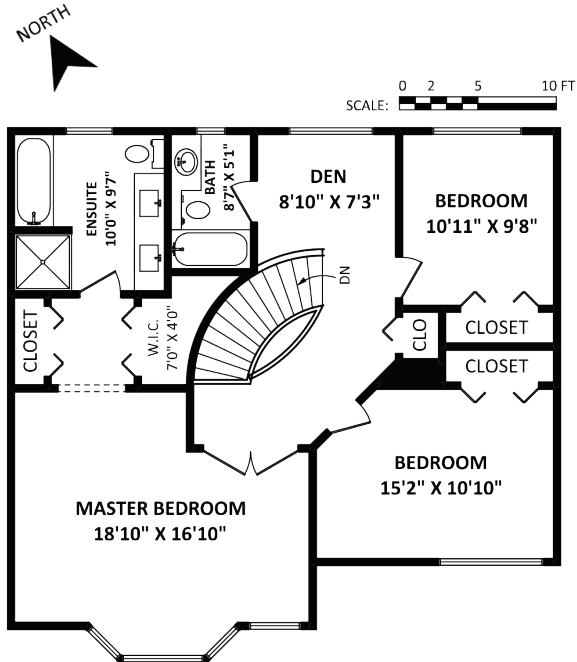 NORTH
0 2 5 10 FT
SCALE:
ENSUITE
10'0" X 9'7"
BATH
8'7" X 5'1"
DEN
8'10" X 7'3"
BEDROOM
10'11" X 9'8"
DN
CLOSET
W.I.C.
7'0" X 4'0"
CLO
CLOSET
CLOSET
BEDROOM
15'2" X 10'10"
MASTER BEDROOM
18'10" X 16'10"